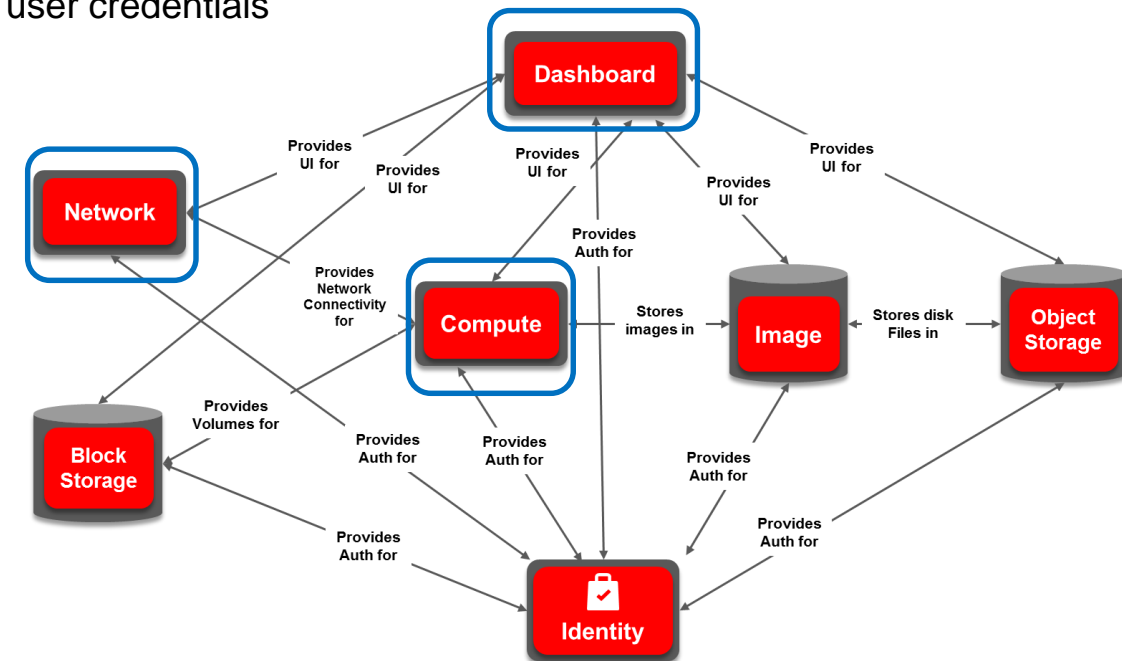 user credentials
Dashboard
Provides
UI for
Provides
UI for
Provides
UI for
Provides
UI for
Provides
UI for
Network
Provides
Auth for
Provides
Network
Connectivity
for
Compute
Stores
images in
Image
Stores disk
Files in
Object
Storage
Provides
Volumes for
Block
Storage
Provides
Auth for
Provides
Auth for
Provides
Auth for
Provides
Auth for
Provides
Auth for
Identity